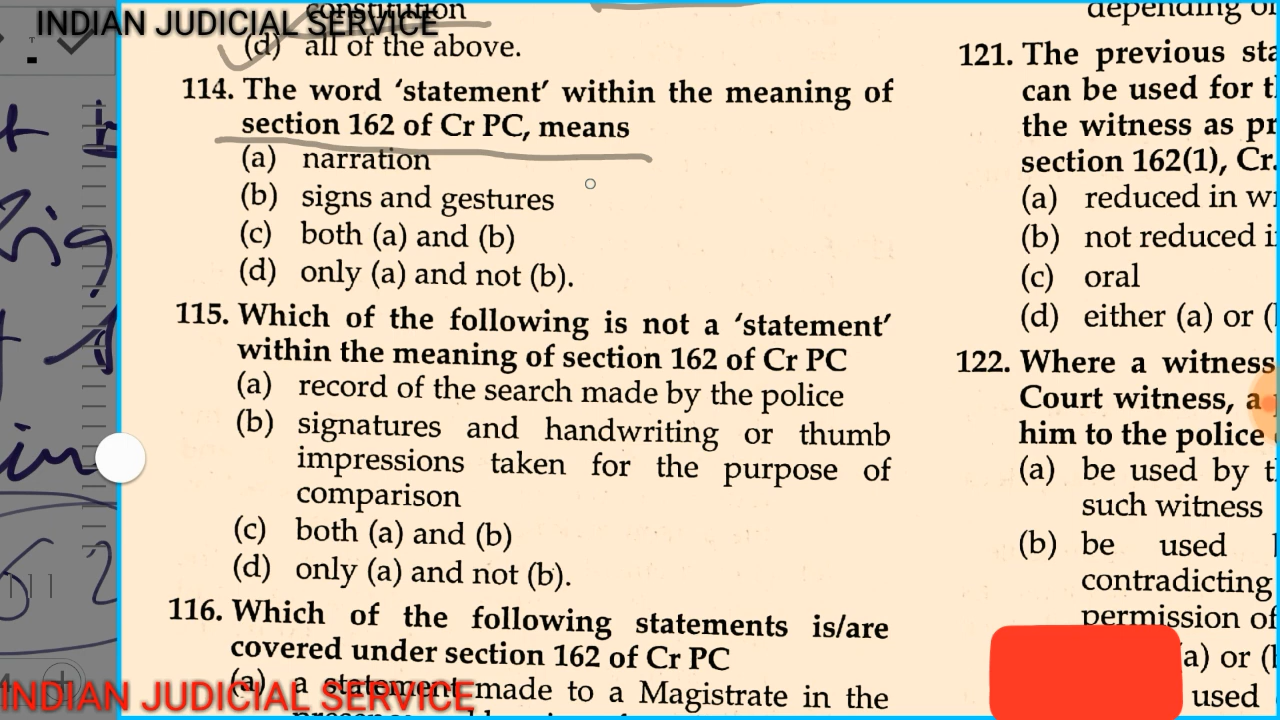 INDIAN JUDICIAL SERVICE
constitution
(d) all of the above.
114. The word ‘statement’ within the meaning of
section 162 of Cr PC, means
(a) narration
(b) signs and gestures
(c) both (a) and (b)
(d) only (a) and not (b).
115. Which of the following is not a ‘statement’
within the meaning of section 162 of Cr PC
(a) record of the search made by the police
(b) signatures and handwriting or thumb
impressions taken for the purpose of
comparison
(c) both (a) and (b)
(d) only (a) and not (b).
116. Which of the following statements is/are
covered under section 162 of Cr PC
(a) a statement made to a Magistrate in the
depending
121. The previous
can be used for
the witness as
section 162(1),
(a) reduced in
(b) not reduced
(c) oral
(d) either (a) or
122. Where a witness
Court witness, a
him to the police
(a) be used by
such witness
(b) be used
contradicting
permission of
(a) or
used
62
INDIAN JUDICIAL SERVICE